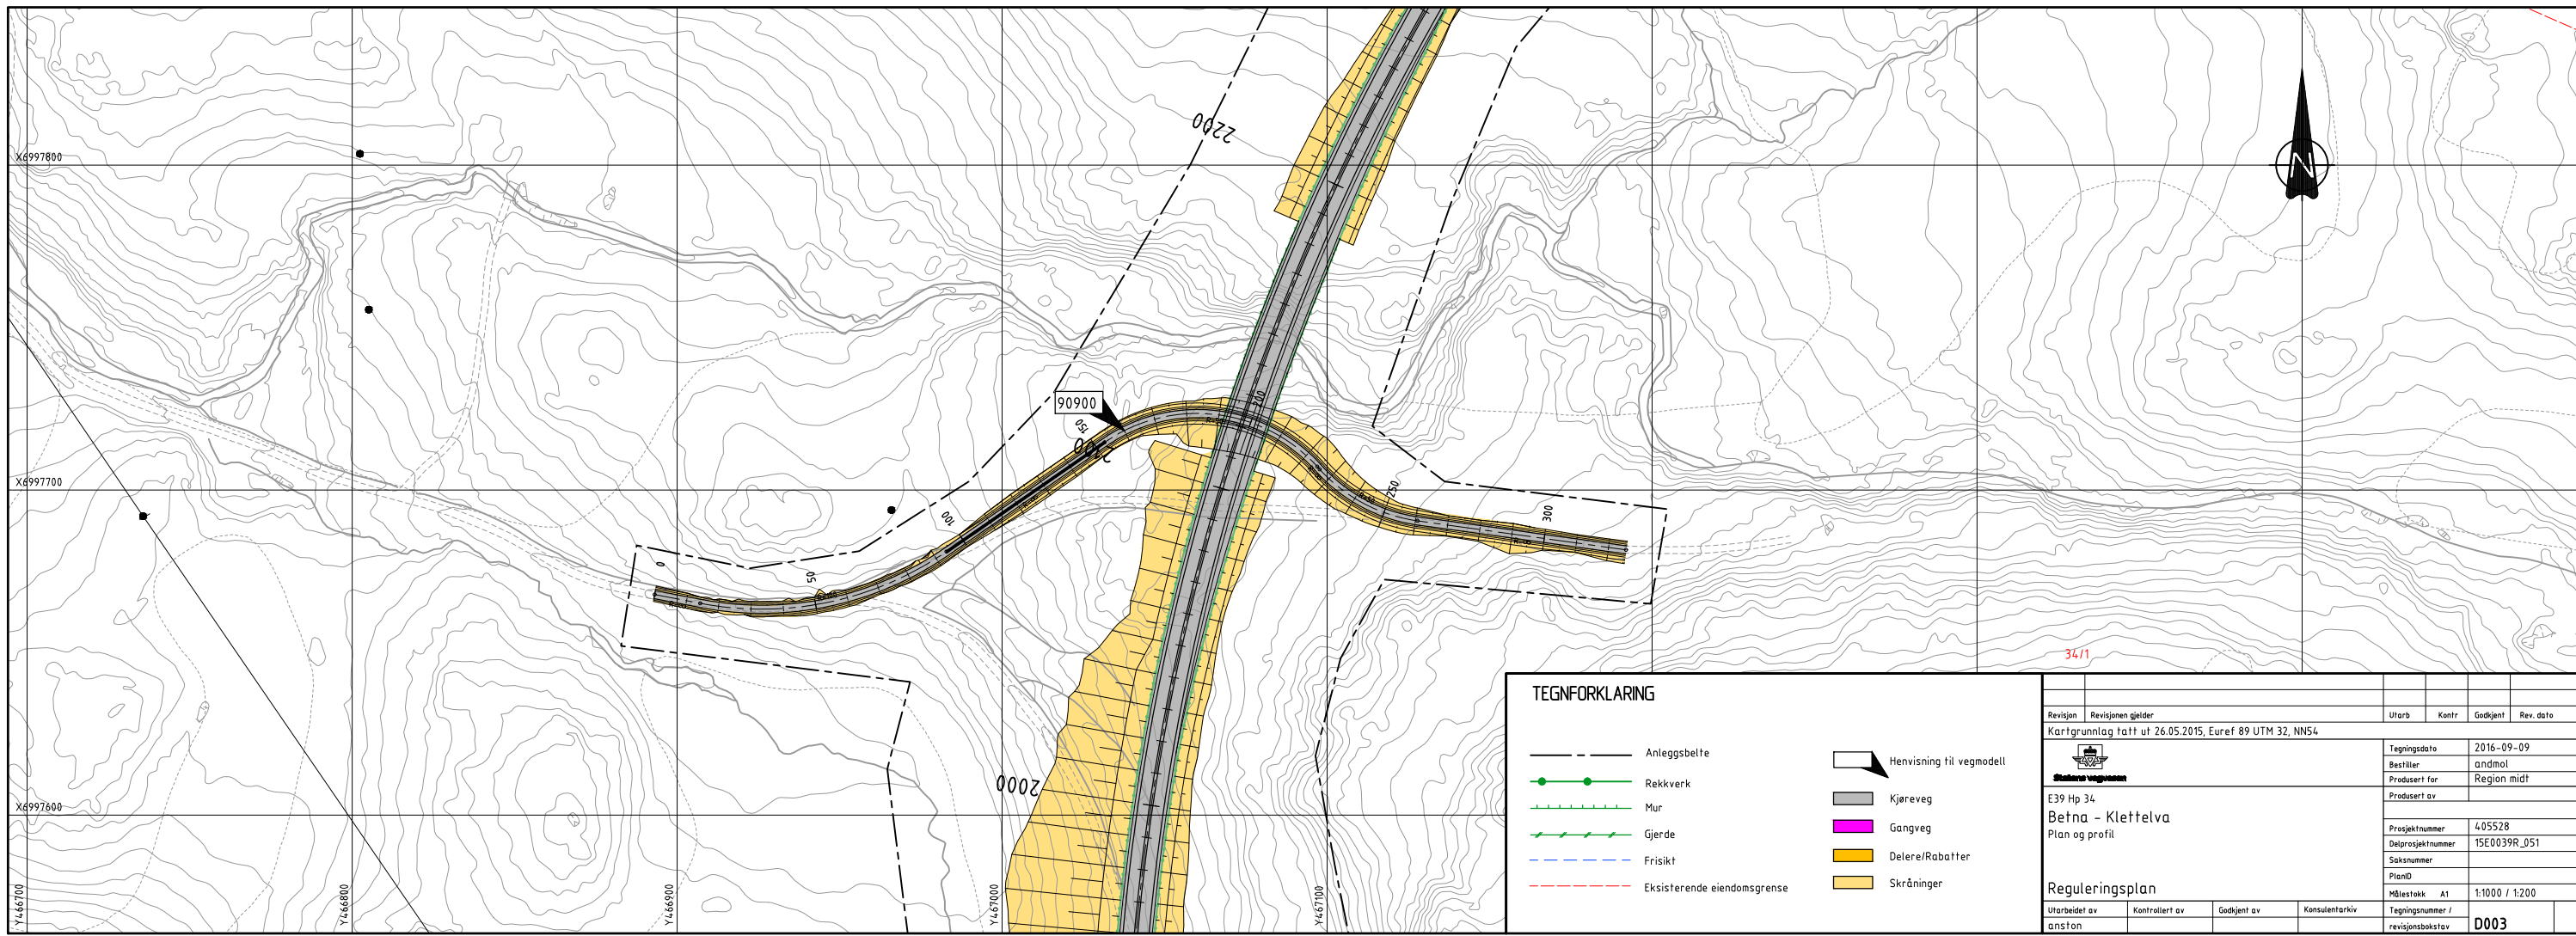 2200
X6997800
90900
200
150
X6997700
250
100
300
50
0
34/1
2000
X6997600
Y466700
Y466800
Y466900
Y467000
Y467100
N
TEGNFORKLARING
Anleggsbelte
Rekkverk
Mur
Gjerde
Frisikt
Eksisterende eiendomsgrense
Henvisning til vegmodell
Kjøreveg
Gangveg
Delere/Rabatter
Skråninger
Revisjon Revisjonen gjelder Utarb Kontr Godkjent Rev. dato
Kartgrunnlag tatt ut 26.05.2015, Euref 89 UTM 32, NN54
Statens vegvesen
Tegningsdato 2016-09-09
Bestiller andmol
Produsert for Region midt
Produsert av
E39 Hp 34
Betna - Klettelva
Plan og profil
Prosjektnummer 405528
Delprosjektnummer 15E0039R_051
Saksnummer
PlanID
Reguleringsplan
Målestokk A1 1:1000 / 1:200
Utarbeidet av Kontrollert av Godkjent av Konsulentarkiv
anston
Tegningsnummer /
revisjonsbokstav D003